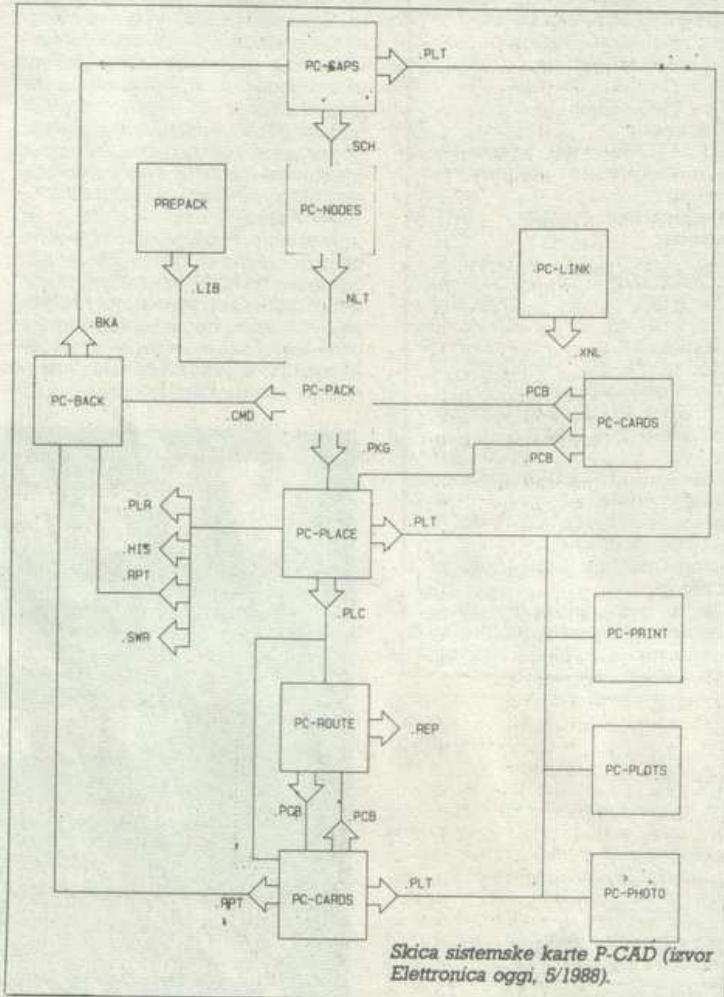 PC-CAPS
.PLT
.SCH
PREPACK
PC-NODES
PC-LINK
.LIB
.NLT
.XNL
.BKA
PC-BACK
PC-PACK
.CMD
.PCB
PC-CARDS
.PCB
.PKG
.PLR
.HIS
.RPT
.SWR
PC-PLACE
.PLT
.PLC
PC-PRINT
PC-ROUTE
.REP
PC-PLOTS
.PCB
.PCB
.RPT
PC-CARDS
.PLT
PC-PHOTO
Skica sistemske karte P-CAD (izvor
Elettronica oggi, 5/1988).